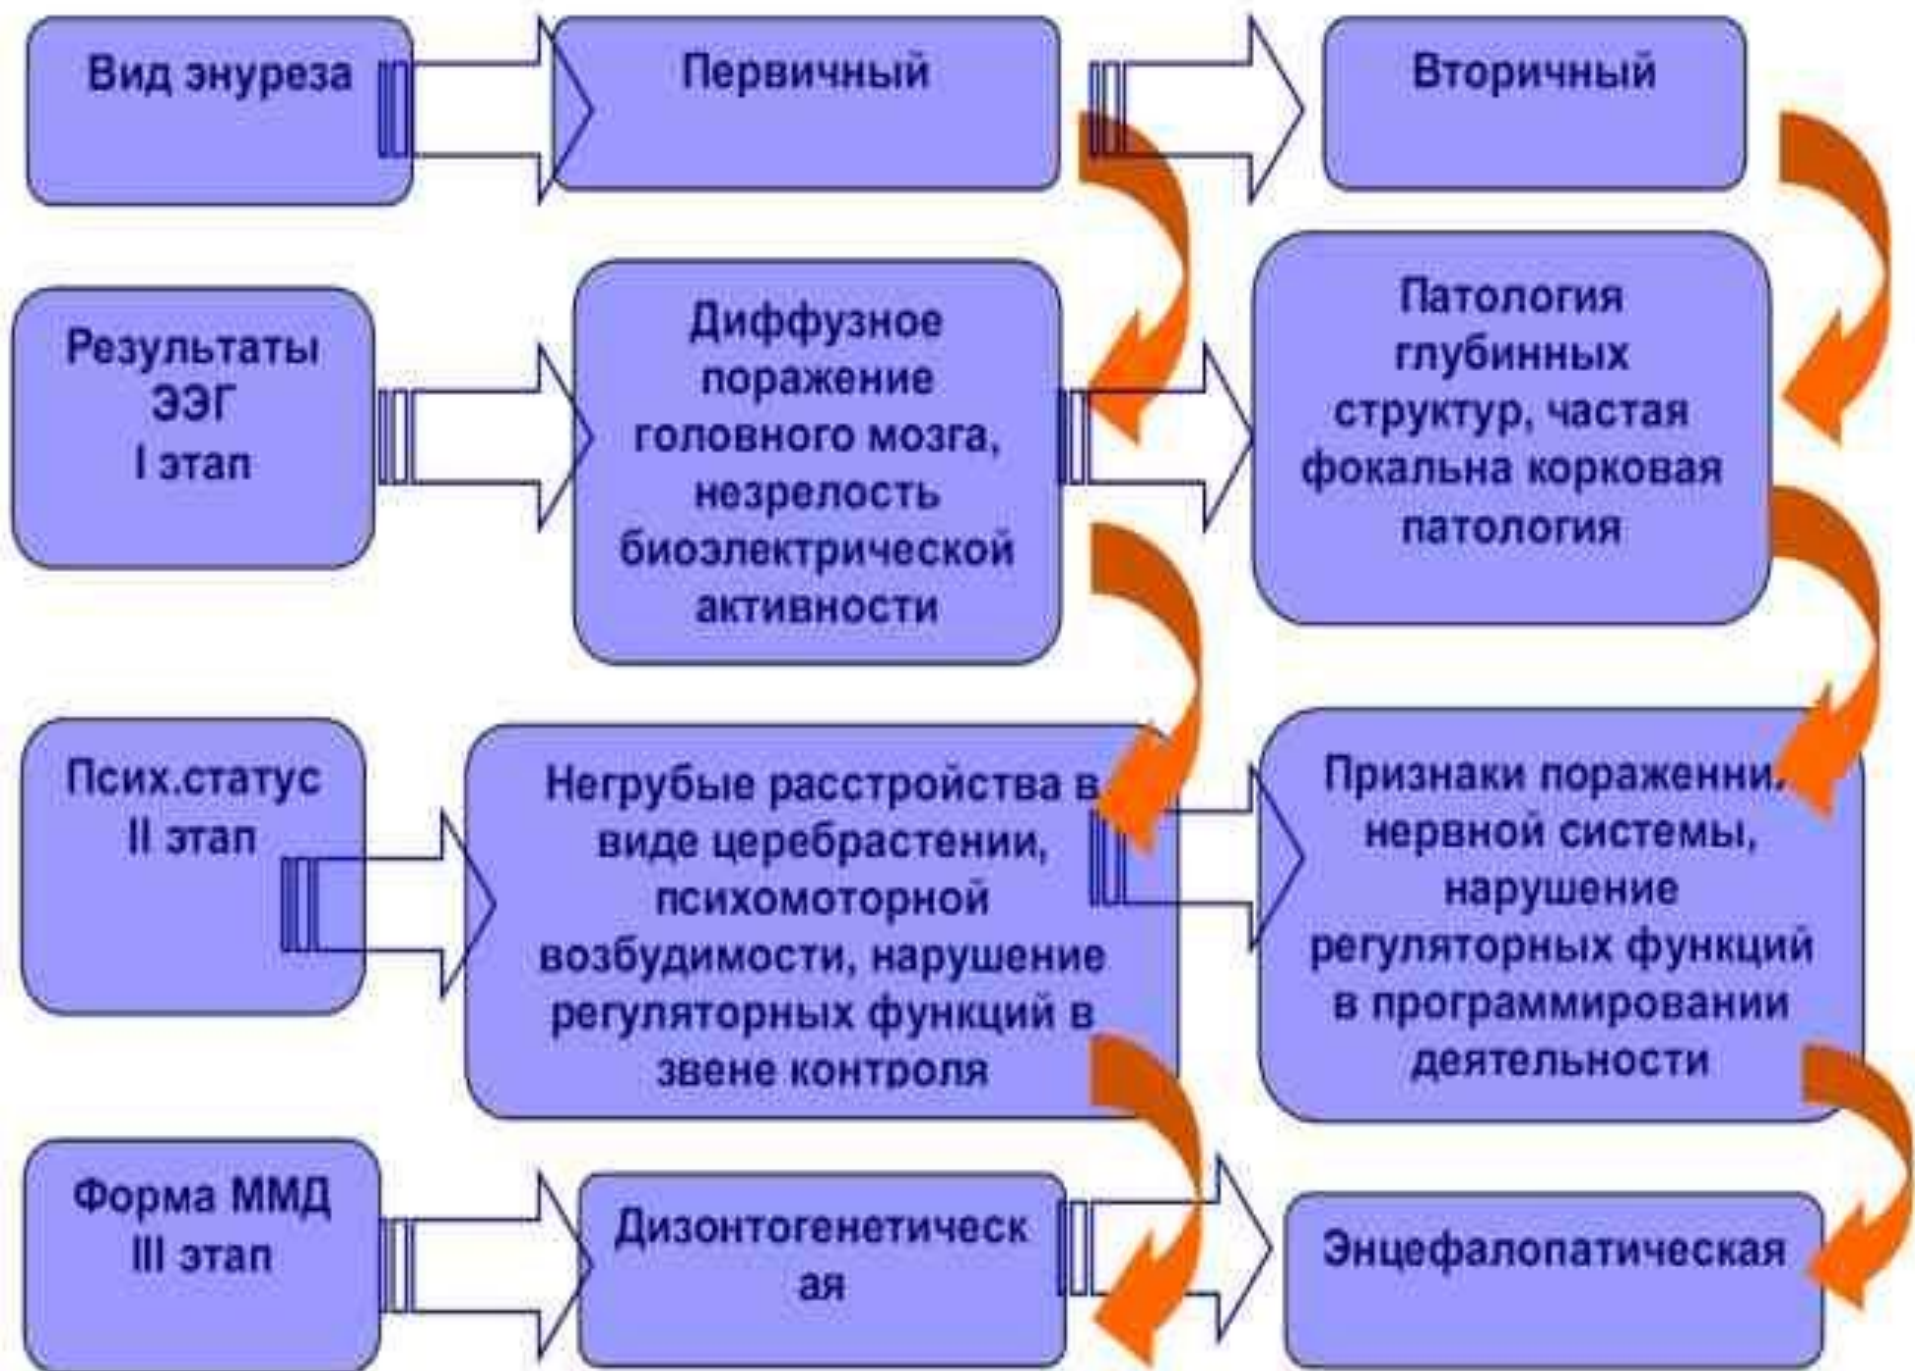 Вид энуреза
Первичный
Вторичный
Результаты
ЭЭГ
I этап
Диффузное
поражение
головного мозга,
незрелость
биоэлектрической
активности
Патология
глубинных
структур, частая
фокальна корковая
патология
Псих.статус
II этап
Негрубые расстройства в
виде церебрастении,
психомоторной
возбудимости, нарушение
регуляторных функций в
звене контроля
Признаки
нервной системы,
нарушение
регуляторных функций
в программировании
деятельности
Форма ММД
III этап
Дизонтогенетическ
ая
Энцефалопатическая